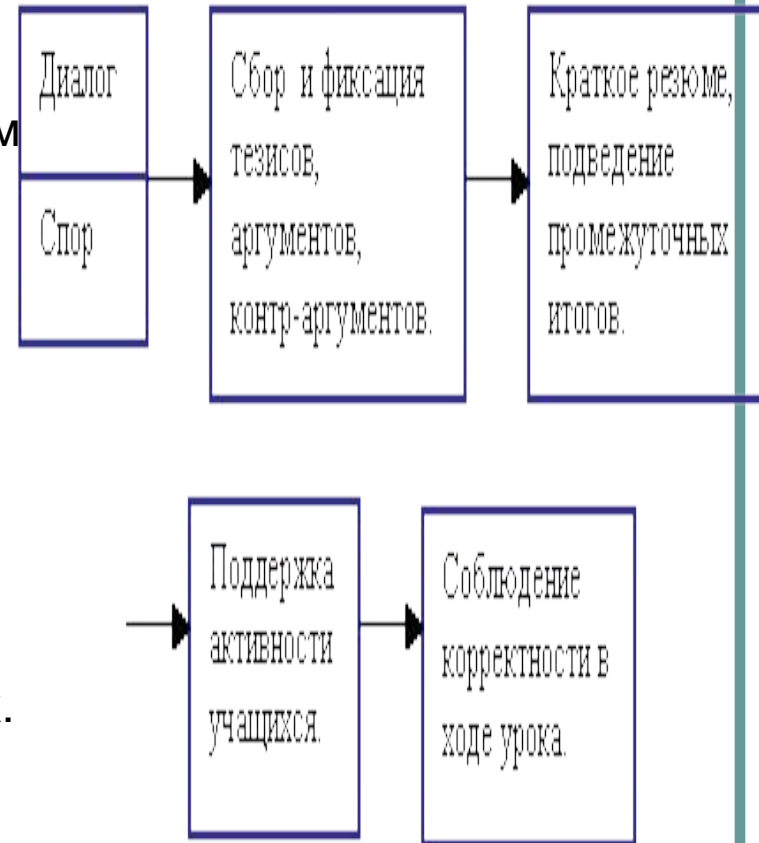 Диалог
Спор
Сбор и фиксация
тезисов,
аргументов,
контр-аргументов.
Краткое резюме,
подведение
промежуточных
итогов.
м
Поддержка
активности
учащихся.
Соблюдение
корректности в
ходе урока.